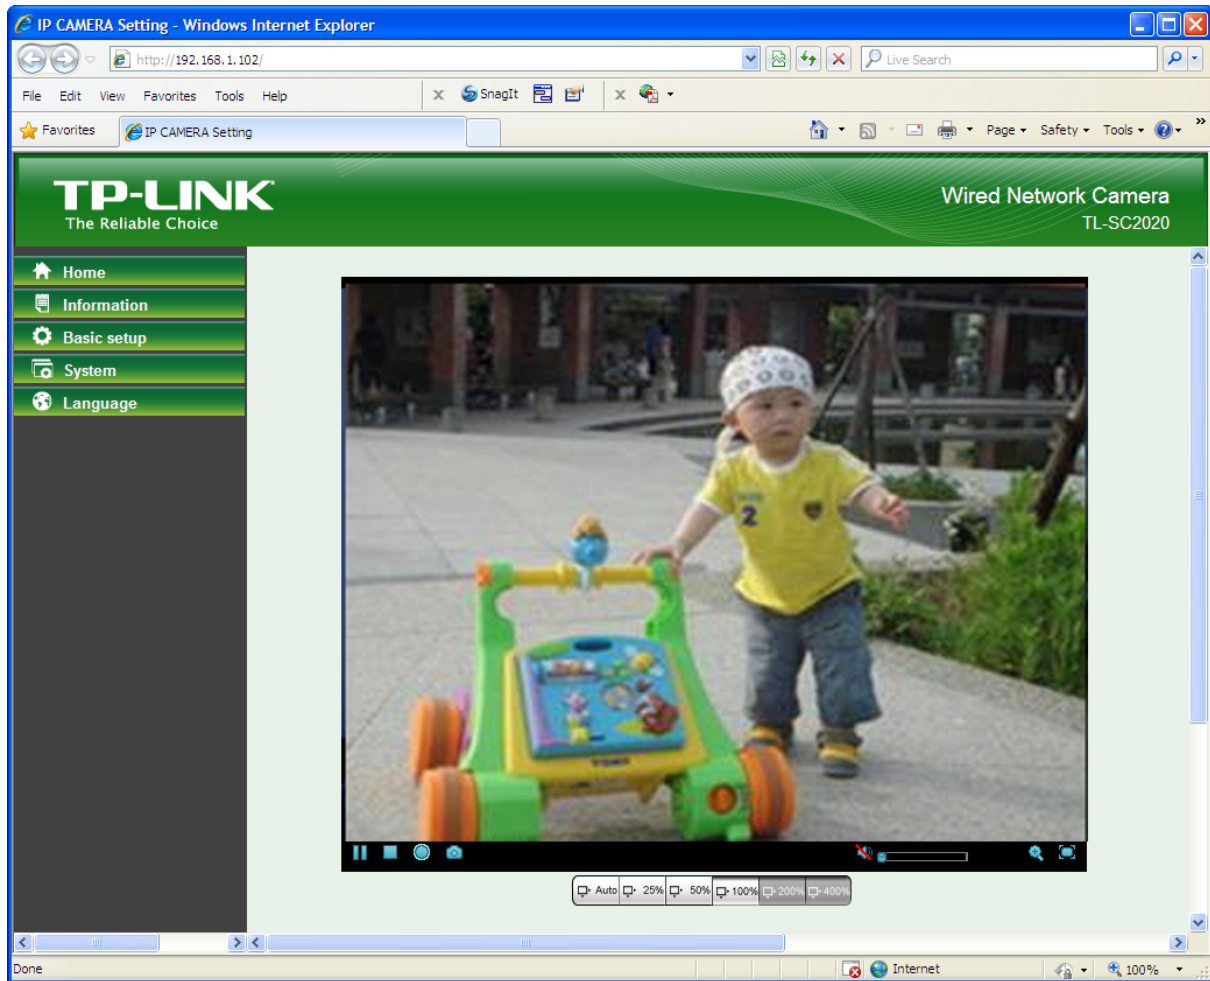 IP CAMERA Setting - Windows Internet Explorer
http://192.168.1.102/
Live Search
File Edit View Favorites Tools Help
x SnagIt x
Favorites IP CAMERA Setting
Page Safety Tools »
TP-LINK
The Reliable Choice
Wired Network Camera
TL-SC2020
Home
Information
Basic setup
System
Language
2
Auto 25% 50% 100% 200% 400%
Done Internet 100%